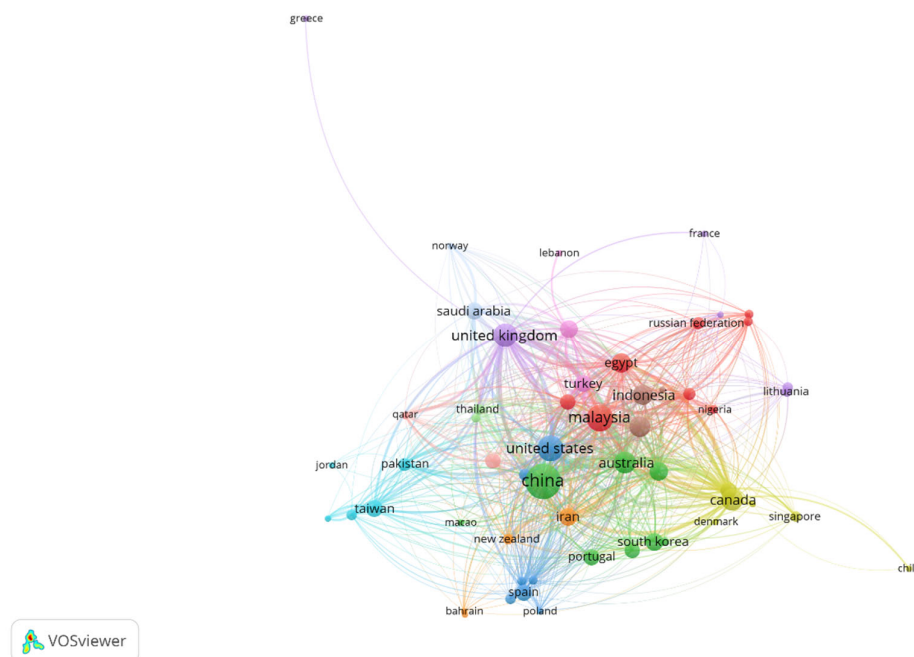 greece
france
norway
lebanon
saudi arabia
russian federation
united kingdom
egypt
turkey
lithuania
indonesia
thailand
nigeria
qatar
malaysia
united states
australia
pakistan
jordan
china
canada
taiwan
iran
singapore
macao
denmark
new zealand
south korea
portugal
chil
spain
bahrain
poland
VOSviewer